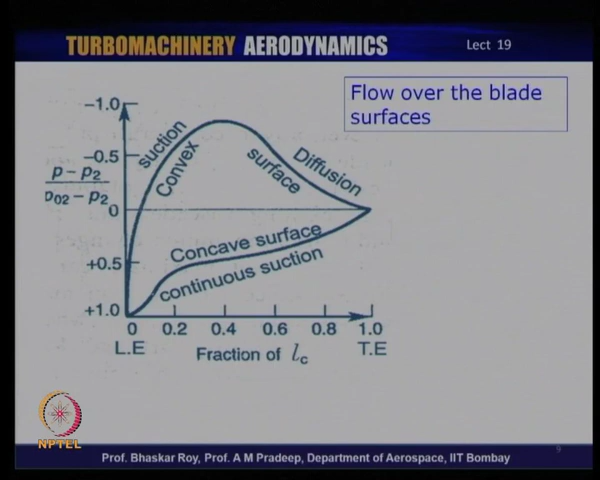 TURBOMACHINERY AERODYNAMICS
Lect 19
Flow over the blade
surfaces
-1.0
-0.5
0
+0.5
+1.0
p - p2
p02 - p2
suction
Convex
surface
Diffusion
Concave surface
continuous suction
0 0.2 0.4 0.6 0.8 1.0
L.E
T.E
Fraction of lc
NPTEL
Prof. Bhaskar Roy, Prof. A M Pradeep, Department of Aerospace, IIT Bombay
9